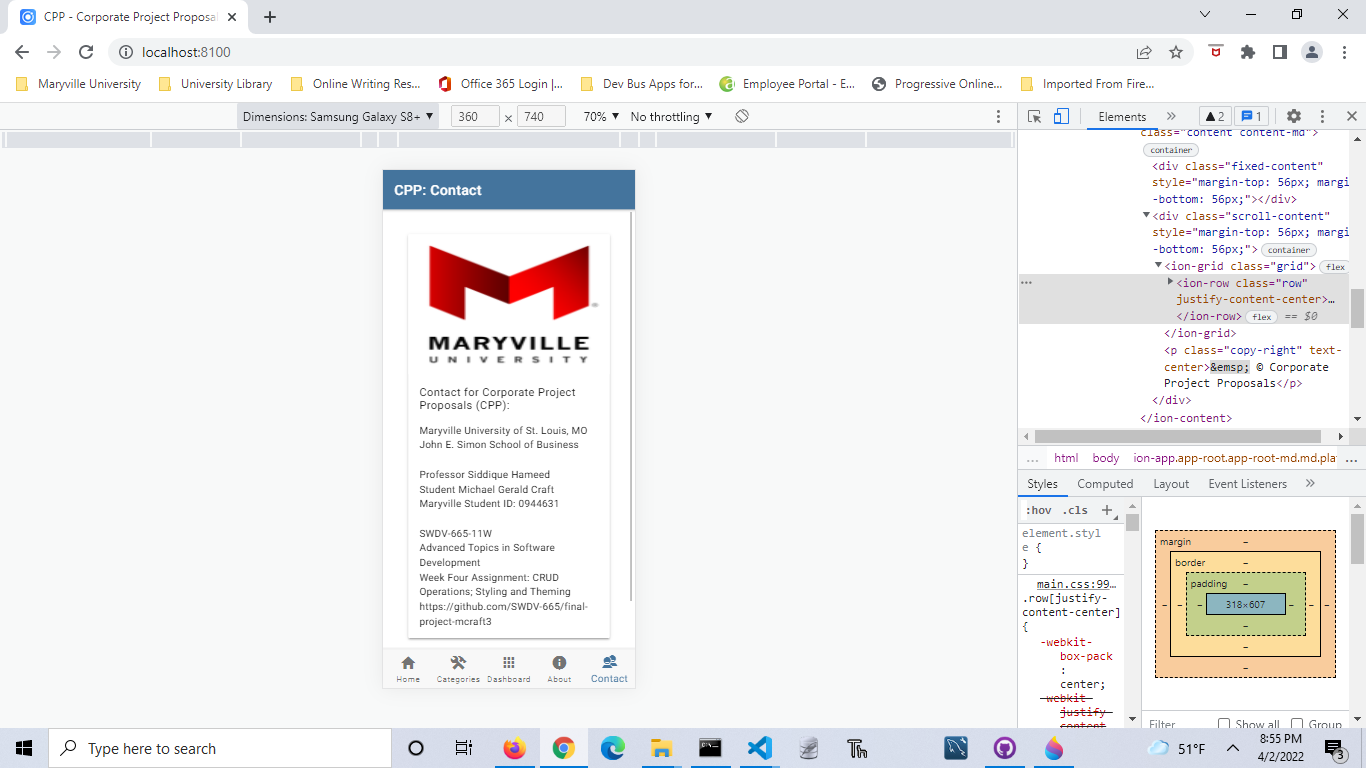 CPP - Corporate Project Proposal
localhost:8100
Maryville University
University Library
Online Writing Res...
Office 365 Login |...
Dev Bus Apps for...
Employee Portal - E...
Progressive Online...
Imported From Fire...
Dimensions: Samsung Galaxy S8+ ▼
360 × 740
70% ▼
No throttling ▼
CPP: Contact
MARYVILLE
UNIVERSITY
Contact for Corporate Project
Proposals (CPP):
Maryville University of St. Louis, MO
John E. Simon School of Business
Professor Siddique Hameed
Student Michael Gerald Craft
Maryville Student ID: 0944631
SWDV-665-11W
Advanced Topics in Software
Development
Week Four Assignment: CRUD
Operations; Styling and Theming
https://github.com/SWDV-665/final-
project-mcraft3
Home
Categories
Dashboard
About
Contact
Elements
»
2
1
class="content content-md">
container
<div class="fixed-content"
style="margin-top: 56px; margi
-bottom: 56px;"></div>
<div class="scroll-content"
style="margin-top: 56px; margi
-bottom: 56px;"> container
<ion-grid class="grid"> flex
<ion-row class="row"
justify-content-center>…
</ion-row> flex == $0
</ion-grid>
<p class="copy-right" text-
center>&emsp; © Corporate
Project Proposals</p>
</div>
</ion-content>
... html body ion-app.app-root.app-root-md.md.pla ...
Styles
Computed
Layout
Event Listeners
»
:hov .cls +
element.styl
e {
}
main.css:99…
.row[justify-
content-center]
{
-webkit-
box-pack
:
center;
-webkit-
justify-
content
margin –
border –
padding –
– – – 318×607 – – –
–
–
–
Filter
Show all
Group
Type here to search
Th
51°F
8:55 PM
4/2/2022
3